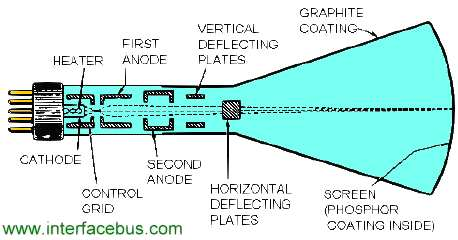 GRAPHITE
COATING
VERTICAL
DEFLECTING
PLATES
FIRST
ANODE
HEATER
CATHODE
CONTROL
GRID
SECOND
ANODE
HORIZONTAL
DEFLECTING
PLATES
SCREEN
(PHOSPHOR
COATING INSIDE)
www.interfacebus.com